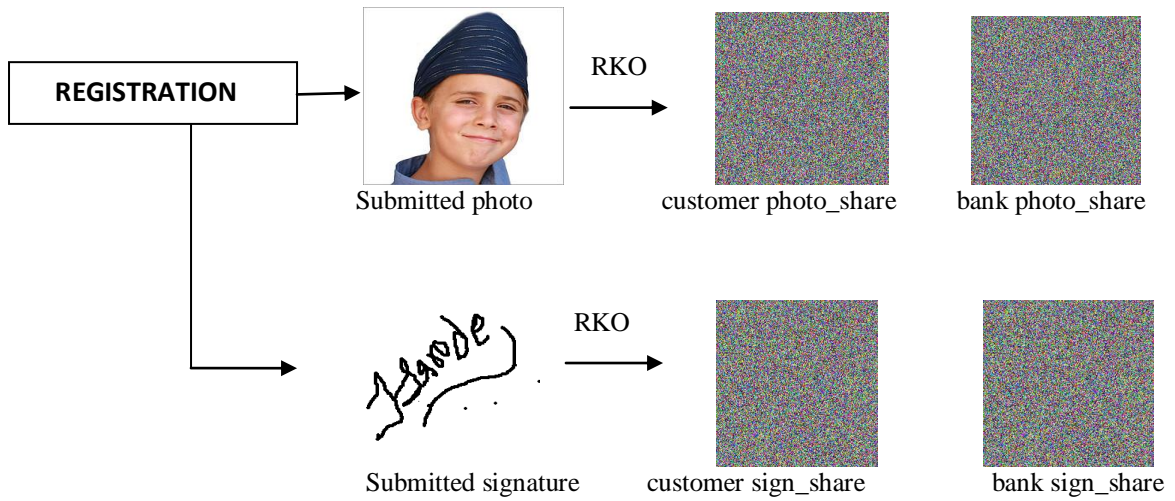 REGISTRATION
RKO
Submitted photo
customer photo_share
bank photo_share
RKO
Submitted signature
customer sign_share
bank sign_share